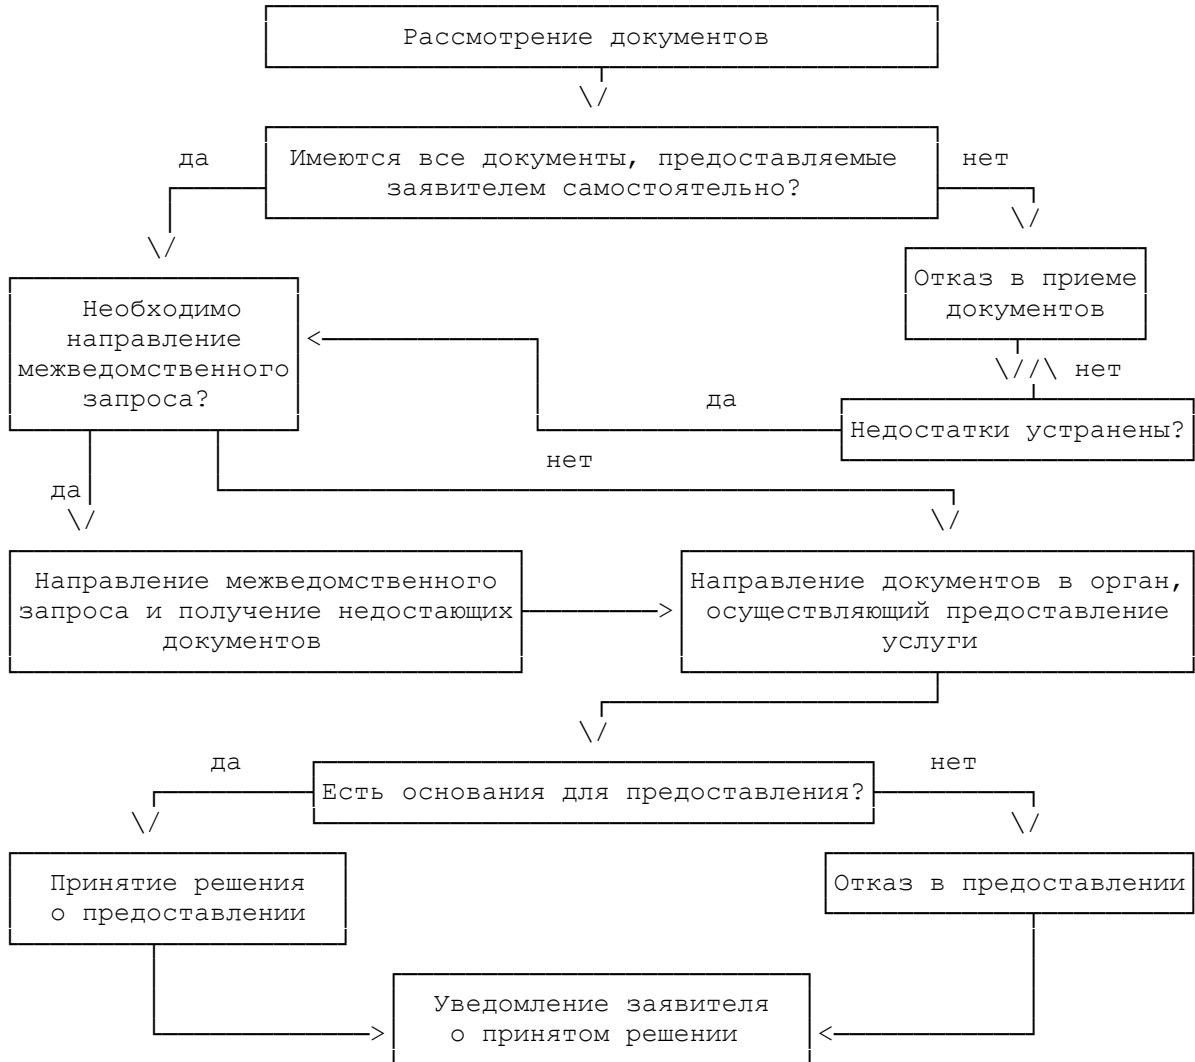 Рассмотрение документов
Имеются все документы, предоставляемые
заявителем самостоятельно?
да
нет
Отказ в приеме
документов
Необходимо
направление
межведомственного
запроса?
нет
да
Недостатки устранены?
нет
да
Направление межведомственного
запроса и получение недостающих
документов
Направление документов в орган,
осуществляющий предоставление
услуги
да
нет
Есть основания для предоставления?
Принятие решения
о предоставлении
Отказ в предоставлении
Уведомление заявителя
о принятом решении